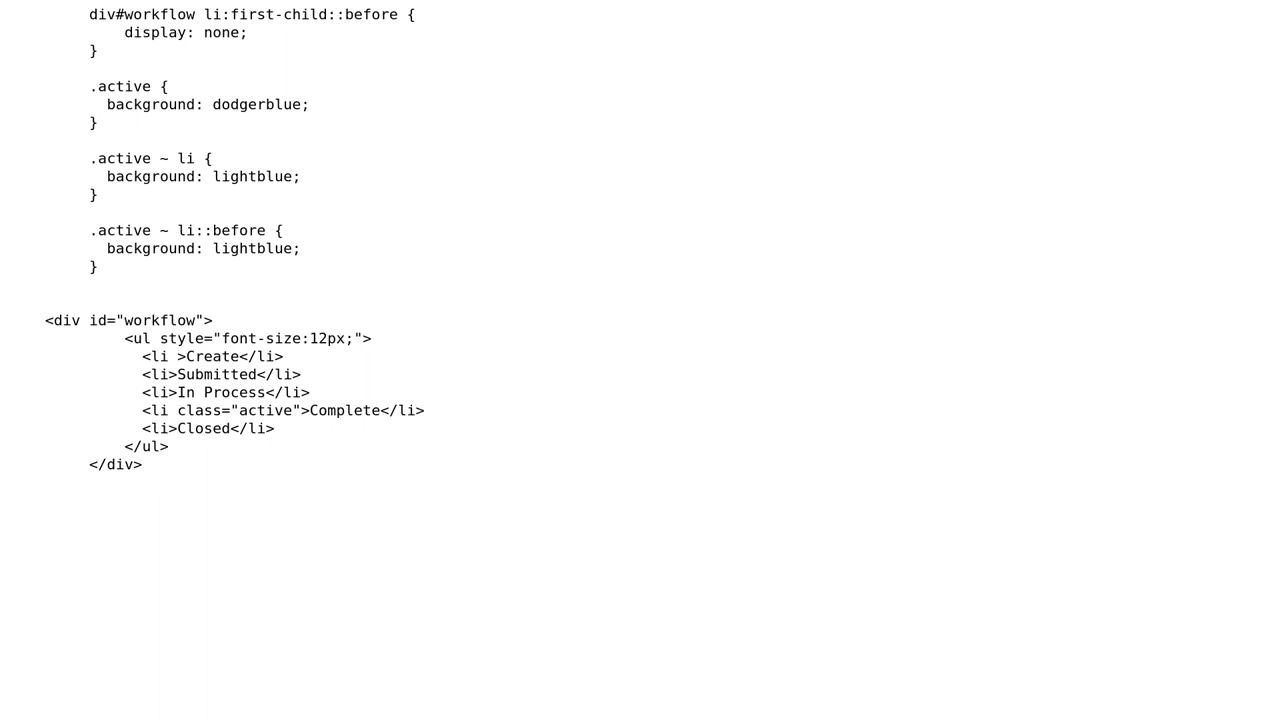 div#workflow li:first-child::before {
display: none;
}
.active {
background: dodgerblue;
}
.active ~ li {
background: lightblue;
}
.active ~ li::before {
background: lightblue;
}
<div id="workflow">
<ul style="font-size:12px;">
<li >Create</li>
<li>Submitted</li>
<li>In Process</li>
<li class="active">Complete</li>
<li>Closed</li>
</ul>
</div>